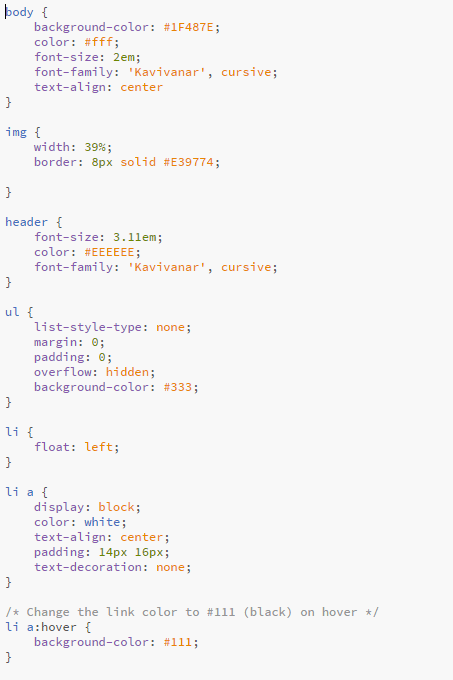 body {
    background-color: #1F487E;
    color: #fff;
    font-size: 2em;
    font-family: 'Kavivanar', cursive;
    text-align: center
}

img {
    width: 39%;
    border: 8px solid #E39774;

}

header {
    font-size: 3.11em;
    color: #EEEEEE;
    font-family: 'Kavivanar', cursive;
}

ul {
    list-style-type: none;
    margin: 0;
    padding: 0;
    overflow: hidden;
    background-color: #333;
}

li {
    float: left;
}

li a {
    display: block;
    color: white;
    text-align: center;
    padding: 14px 16px;
    text-decoration: none;
}

/* Change the link color to #111 (black) on hover */
li a:hover {
    background-color: #111;
}